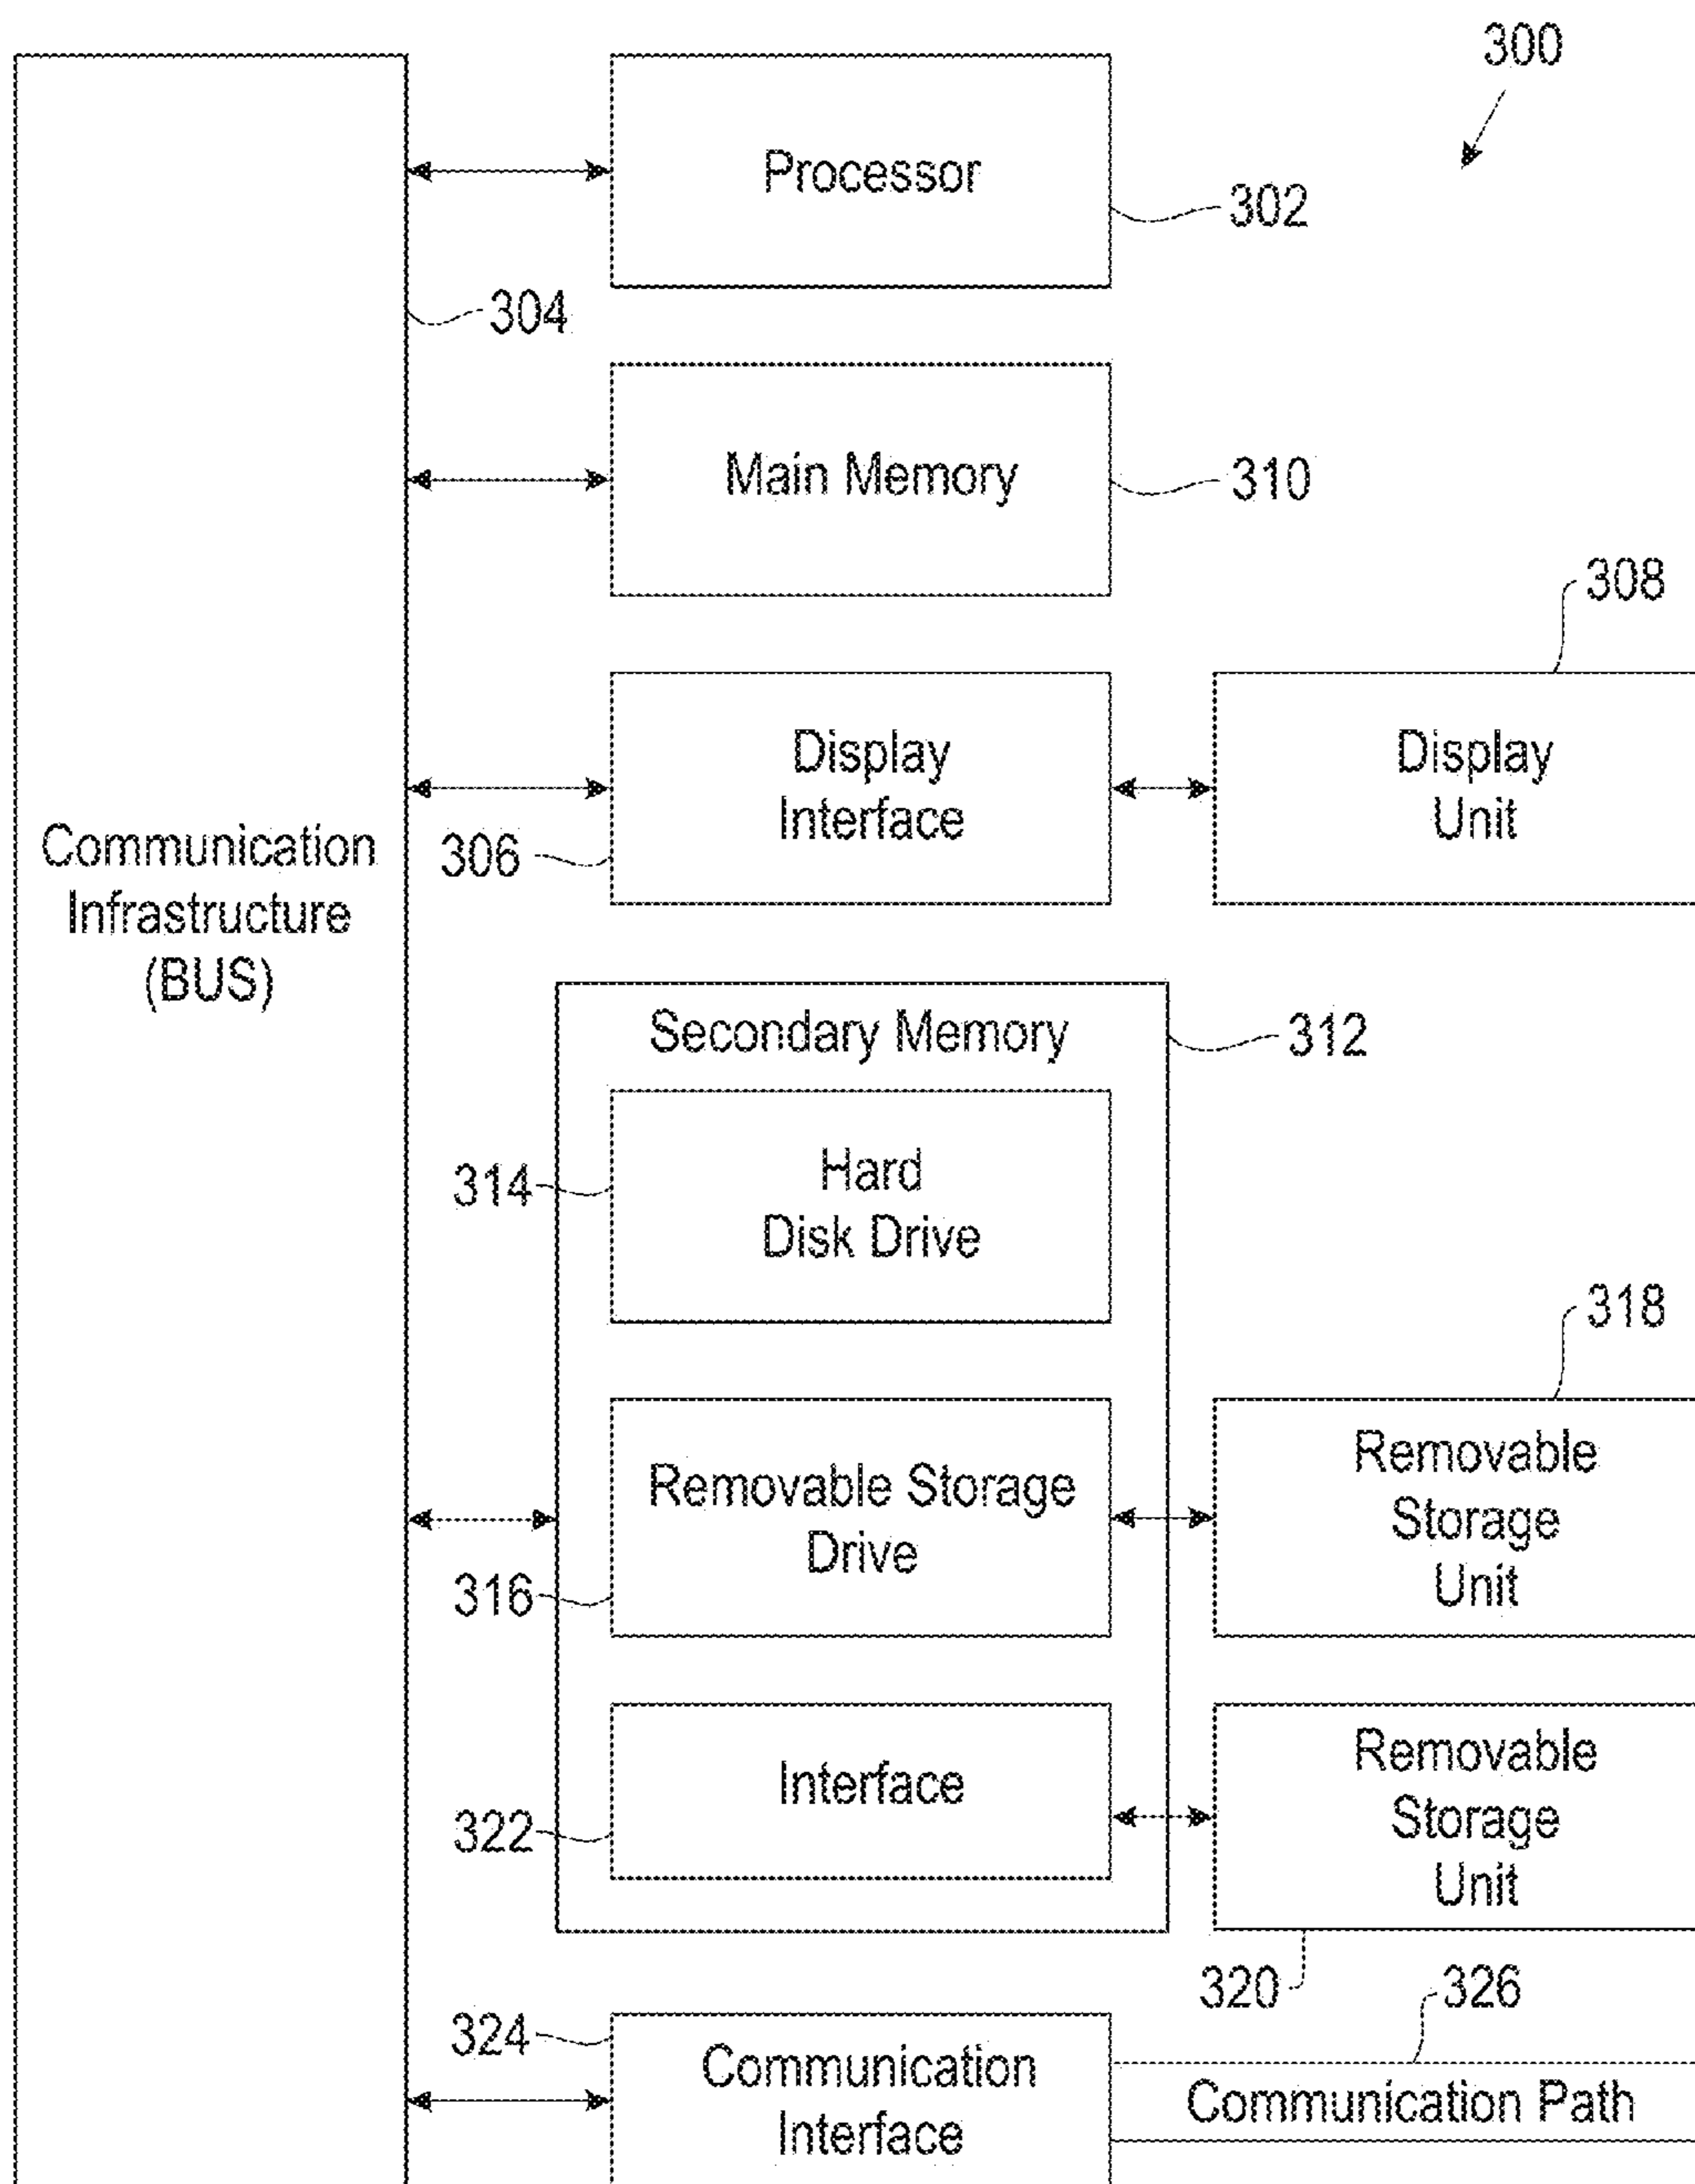 300
Processor
302
304
Main Memory
310
308
Display
Interface
Display
Unit
306
Communication
Infrastructure
(BUS)
Secondary Memory
312
314
Hard
Disk Drive
318
Removable Storage
Drive
316
Removable
Storage
Unit
Interface
322
Removable
Storage
Unit
320
326
324
Communication
Interface
Communication Path